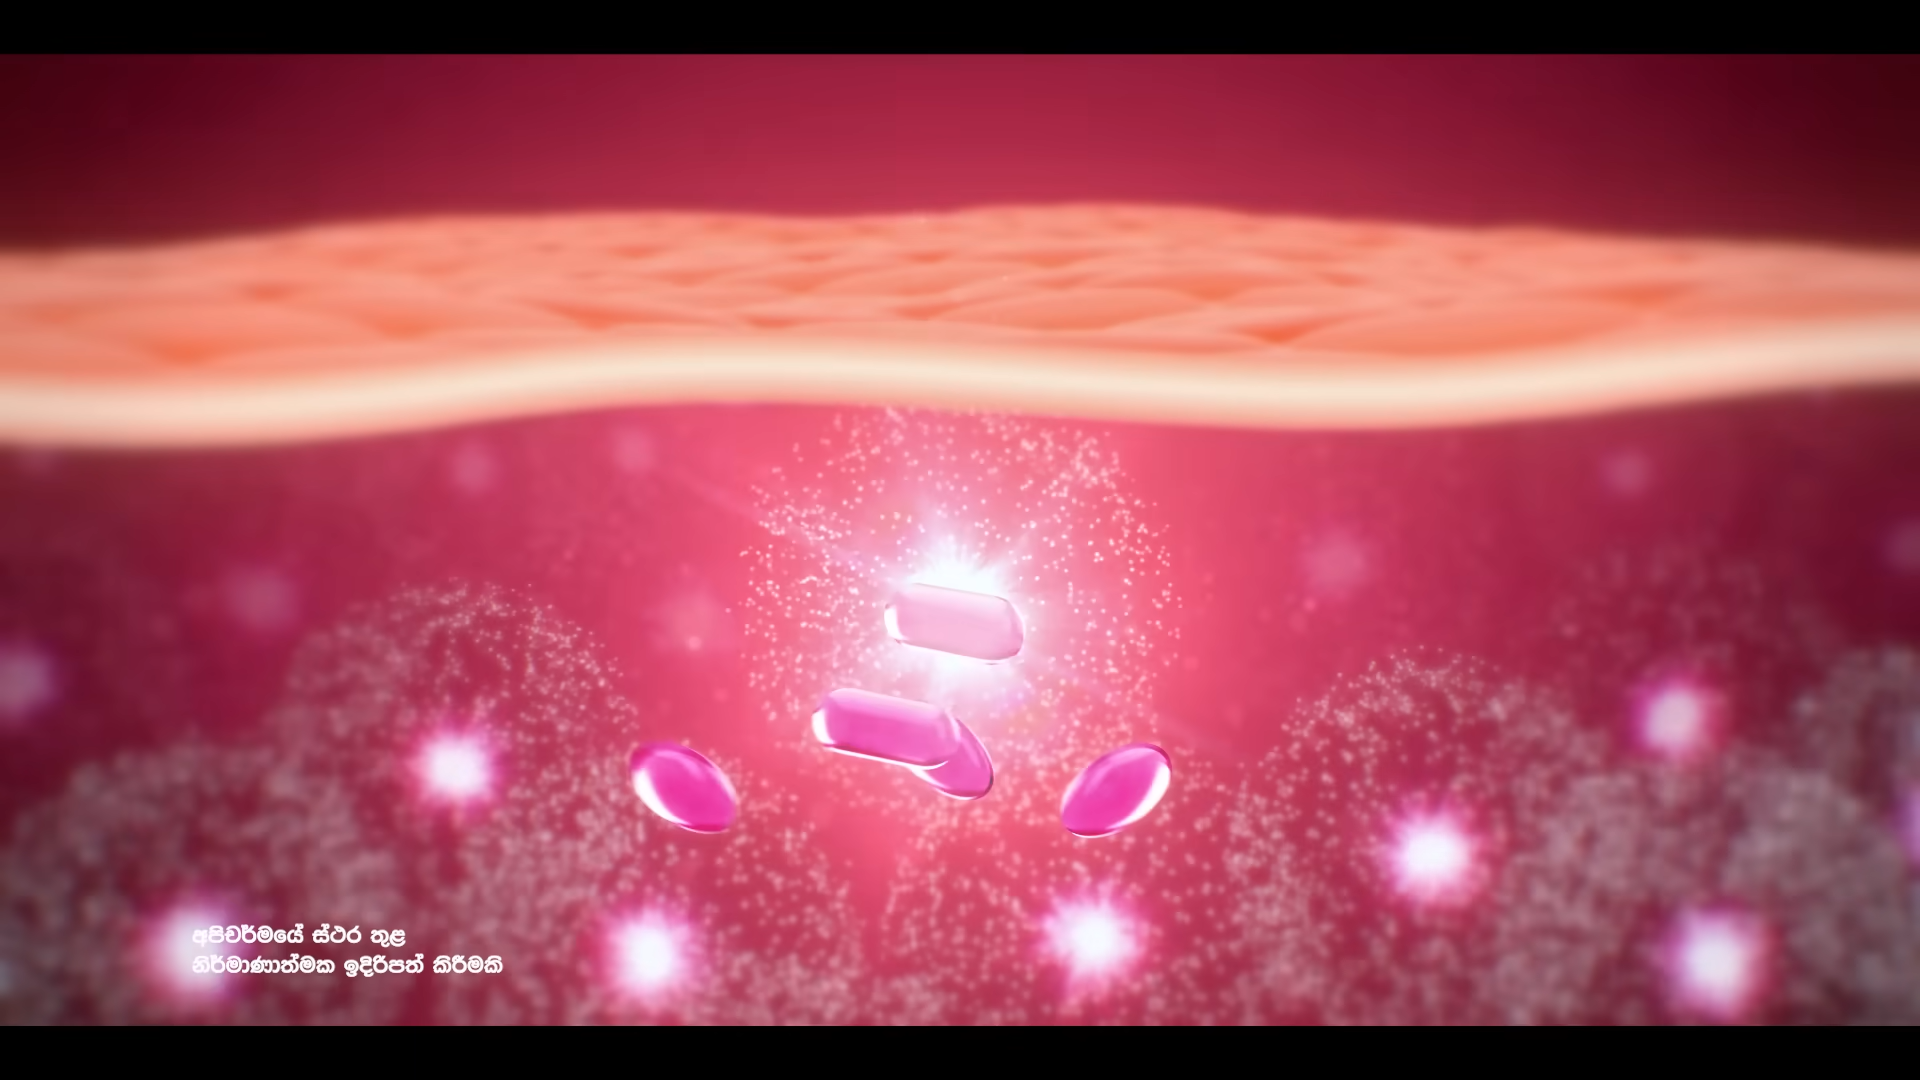 අපිචර්මයේ ස්ථර තුළ
නිර්මාණාත්මක ඉදිරිපත් කිරීමකි